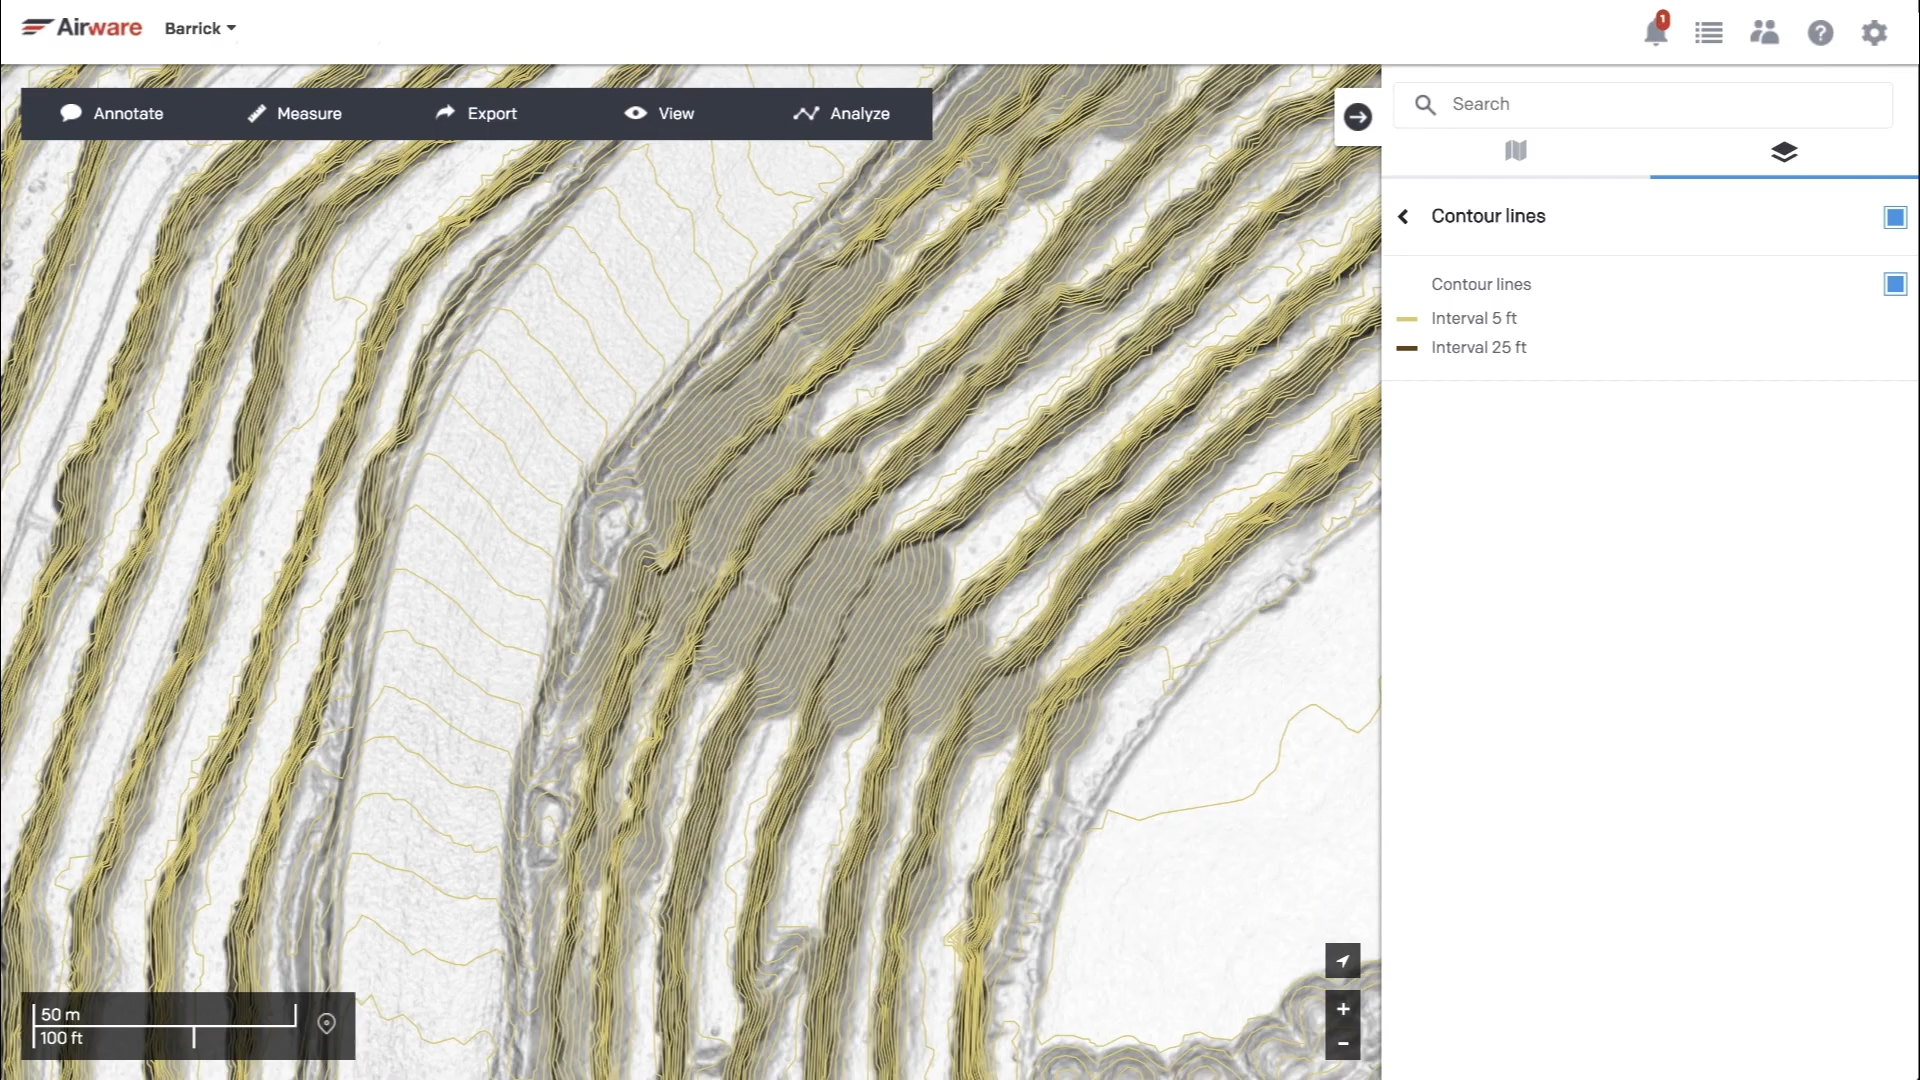 Airware
Barrick
1
Annotate
Measure
Export
View
Analyze
Search
Contour lines
Contour lines
Interval 5 ft
Interval 25 ft
50 m
100 ft